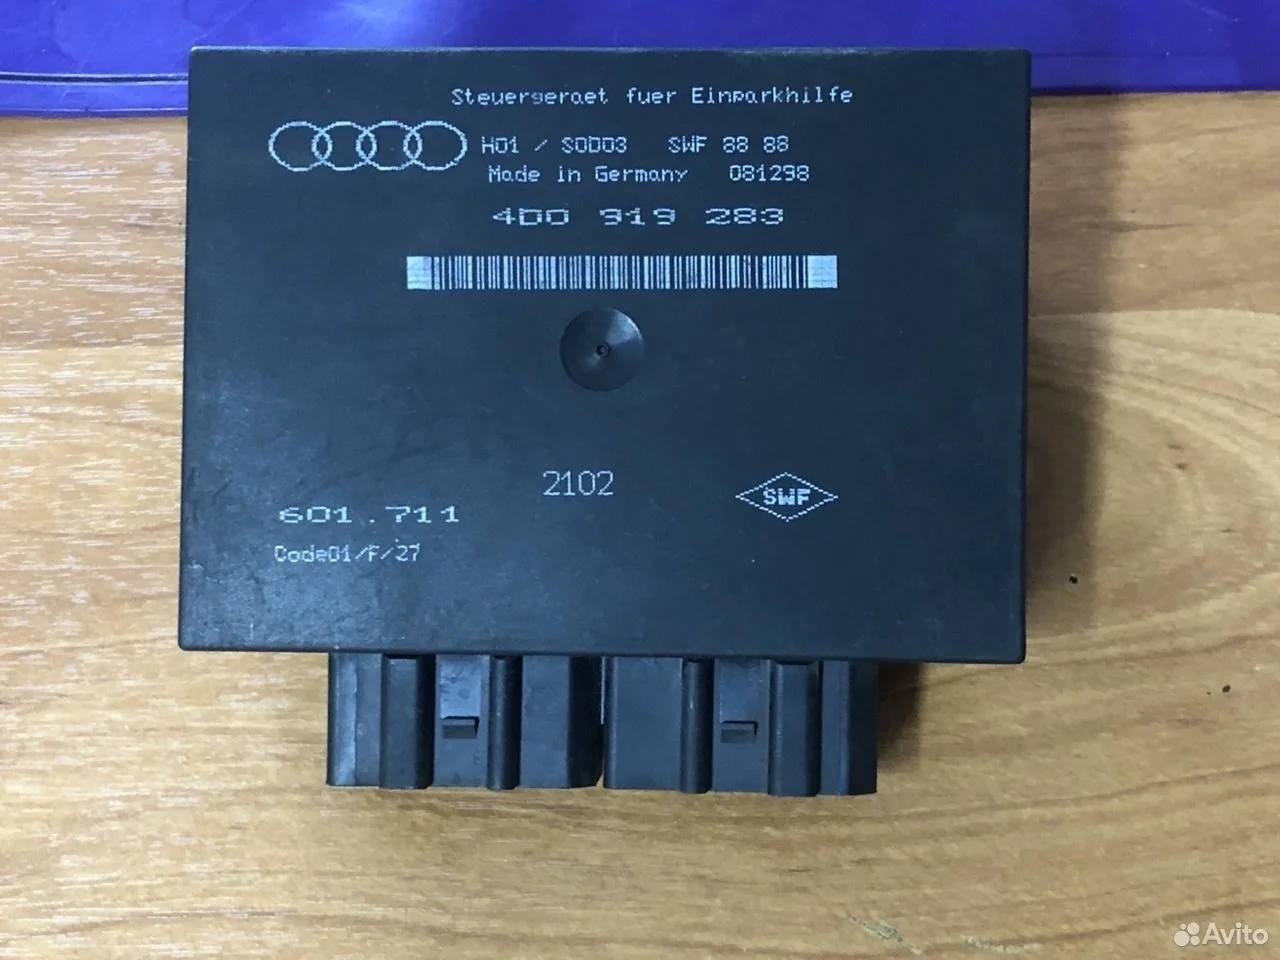 Steuergeraet fuer Einparkhilfe
H01 / SOD03 SWF 88 88
Made in Germany 081298
4D0 919 283
2102
SWF
601.711
Code01/F/27
Avito